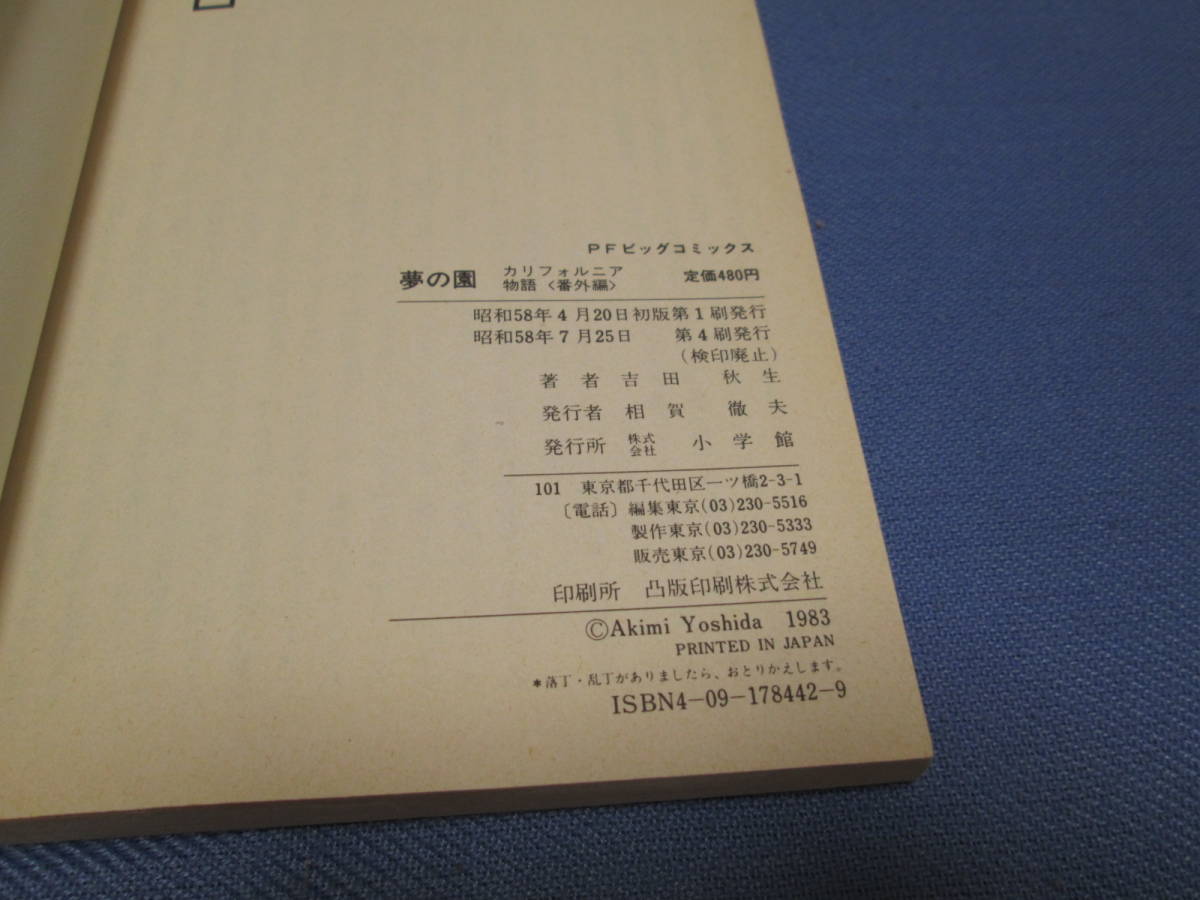 PFビッグコミックス
夢の園 カリフォルニア物語〈番外編〉 定価480円
昭和58年4月20日初版第1刷発行
昭和58年7月25日 第4刷発行
(検印廃止)
著者 吉田 秋生
発行者 相賀 徹夫
発行所 株式会社 小学館
101 東京都千代田区一ツ橋2-3-1
〔電話〕編集東京(03)230-5516
製作東京(03)230-5333
販売東京(03)230-5749
印刷所 凸版印刷株式会社
©Akimi Yoshida 1983
PRINTED IN JAPAN
*落丁・乱丁がありましたら、おとりかえします。
ISBN4-09-178442-9